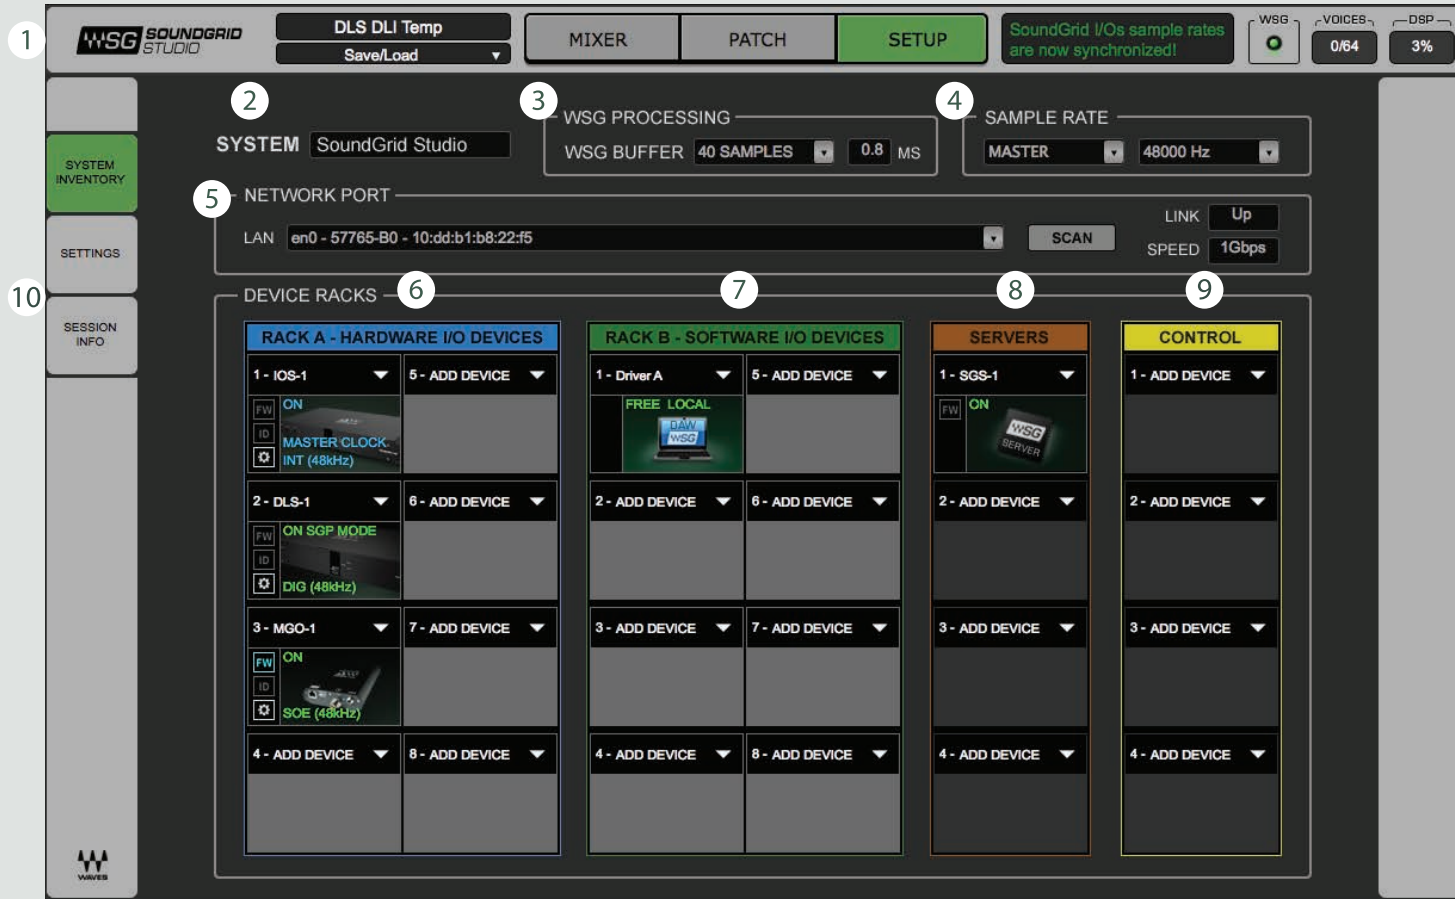 1
WSG SOUNDGRID STUDIO
DLS DLI Temp
Save/Load
MIXER
PATCH
SETUP
SoundGrid I/Os sample rates
are now synchronized!
WSG
VOICES
0/64
DSP
3%
2
SYSTEM SoundGrid Studio
3
WSG PROCESSING
WSG BUFFER 40 SAMPLES 0.8 MS
4
SAMPLE RATE
MASTER 48000 Hz
SYSTEM
INVENTORY
SETTINGS
10
SESSION
INFO
5
NETWORK PORT
LAN en0 - 57765-B0 - 10:dd:b1:b8:22:f5
SCAN
LINK Up
SPEED 1Gbps
DEVICE RACKS
6
7
8
9
RACK A - HARDWARE I/O DEVICES
1 - IOS-1
FW
ON
ID
MASTER CLOCK
INT (48kHz)
5 - ADD DEVICE
2 - DLS-1
FW
ON SGP MODE
ID
DIG (48kHz)
6 - ADD DEVICE
3 - MGO-1
FW
ON
ID
SOE (48kHz)
7 - ADD DEVICE
4 - ADD DEVICE
8 - ADD DEVICE
RACK B - SOFTWARE I/O DEVICES
1 - Driver A
FREE LOCAL
DAW
WSG
5 - ADD DEVICE
2 - ADD DEVICE
6 - ADD DEVICE
3 - ADD DEVICE
7 - ADD DEVICE
4 - ADD DEVICE
8 - ADD DEVICE
SERVERS
1 - SGS-1
FW
ON
WSG
SERVER
2 - ADD DEVICE
3 - ADD DEVICE
4 - ADD DEVICE
CONTROL
1 - ADD DEVICE
2 - ADD DEVICE
3 - ADD DEVICE
4 - ADD DEVICE
WAVES